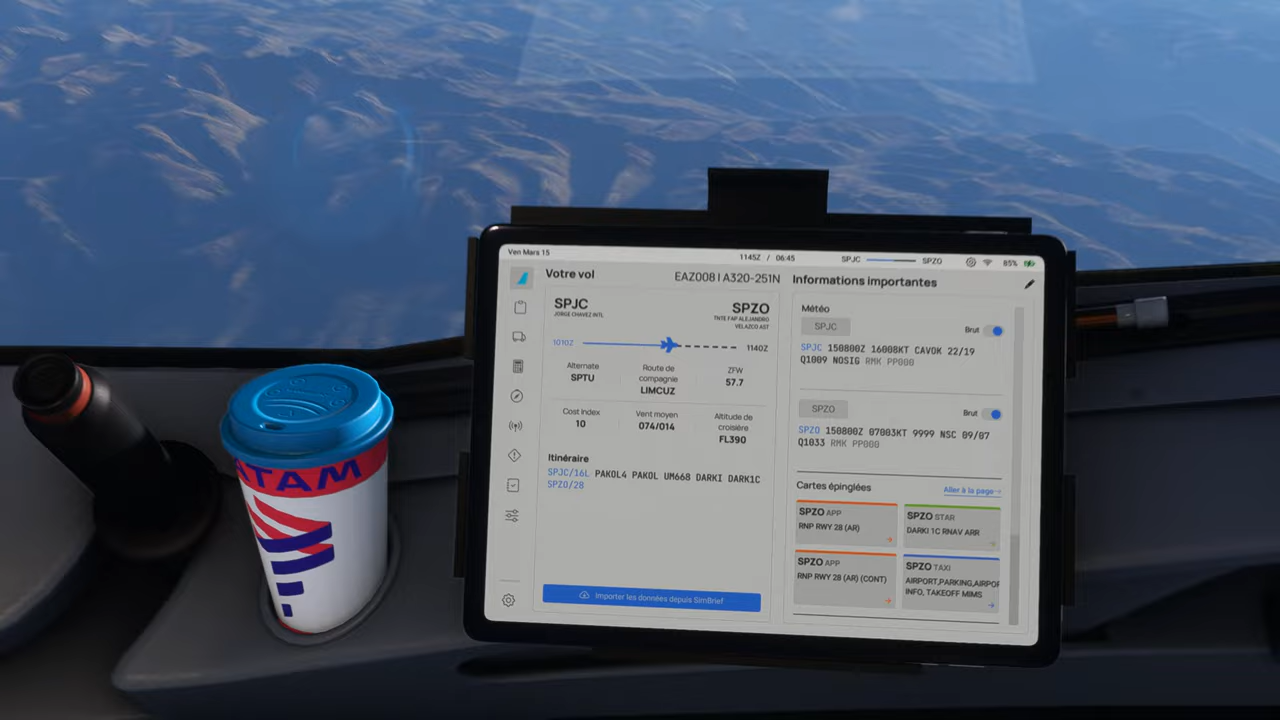 Ven Mars 15
1145Z / 06:45
SPJC
SPZO
85%
Votre vol
EAZ008 | A320-251N
SPJC
JORGE CHAVEZ INTL
SPZO
TNTE FAP ALEJANDRO
VELAZCO AST
1010Z
1140Z
Alternate
SPTU
Route de
compagnie
LIMCUZ
ZFW
57.7
Cost Index
10
Vent moyen
074/014
Altitude de
croisière
FL390
Itinéraire
SPJC/16L PAKOL4 PAKOL UM668 DARKI DARK1C
SPZO/28
Importer les données depuis SimBrief
Informations importantes
Météo
SPJC
Brut
SPJC 150800Z 16008KT CAVOK 22/19
Q1009 NOSIG RMK PP000
SPZO
Brut
SPZO 150800Z 07003KT 9999 NSC 09/07
Q1033 RMK PP000
Cartes épinglées
Aller à la page→
SPZO APP
RNP RWY 28 (AR)
SPZO STAR
DARKI 1C RNAV ARR
SPZO APP
RNP RWY 28 (AR) (CONT)
SPZO TAXI
AIRPORT,PARKING,AIRPOR
INFO, TAKEOFF MIMS
ATAM